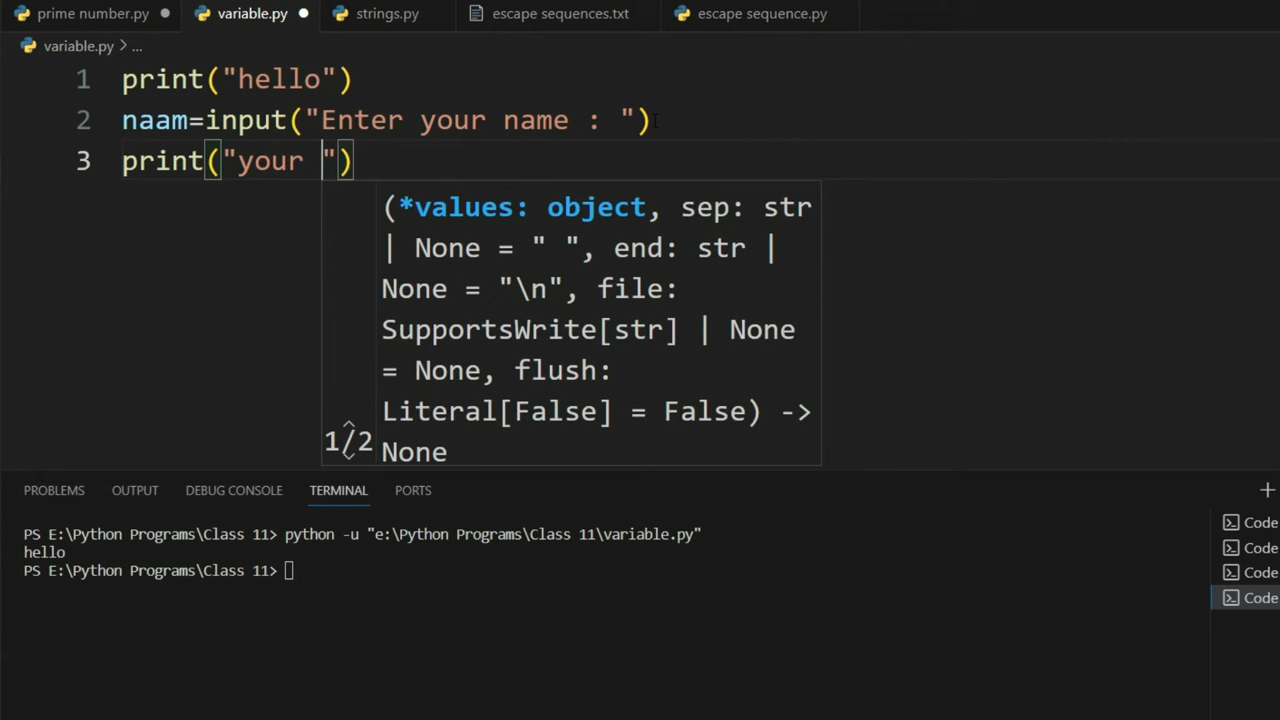 prime number.py variable.py strings.py escape sequences.txt escape sequence.py
variable.py > ...
1 print("hello")
2 naam=input("Enter your name : ")
3 print("your ")
(*values: object, sep: str
| None = " ", end: str |
None = "\n", file:
SupportsWrite[str] | None
= None, flush:
Literal[False] = False) ->
1/2 None
PROBLEMS OUTPUT DEBUG CONSOLE TERMINAL PORTS
PS E:\Python Programs\Class 11> python -u "e:\Python Programs\Class 11\variable.py"
hello
PS E:\Python Programs\Class 11>
Code
Code
Code
Code